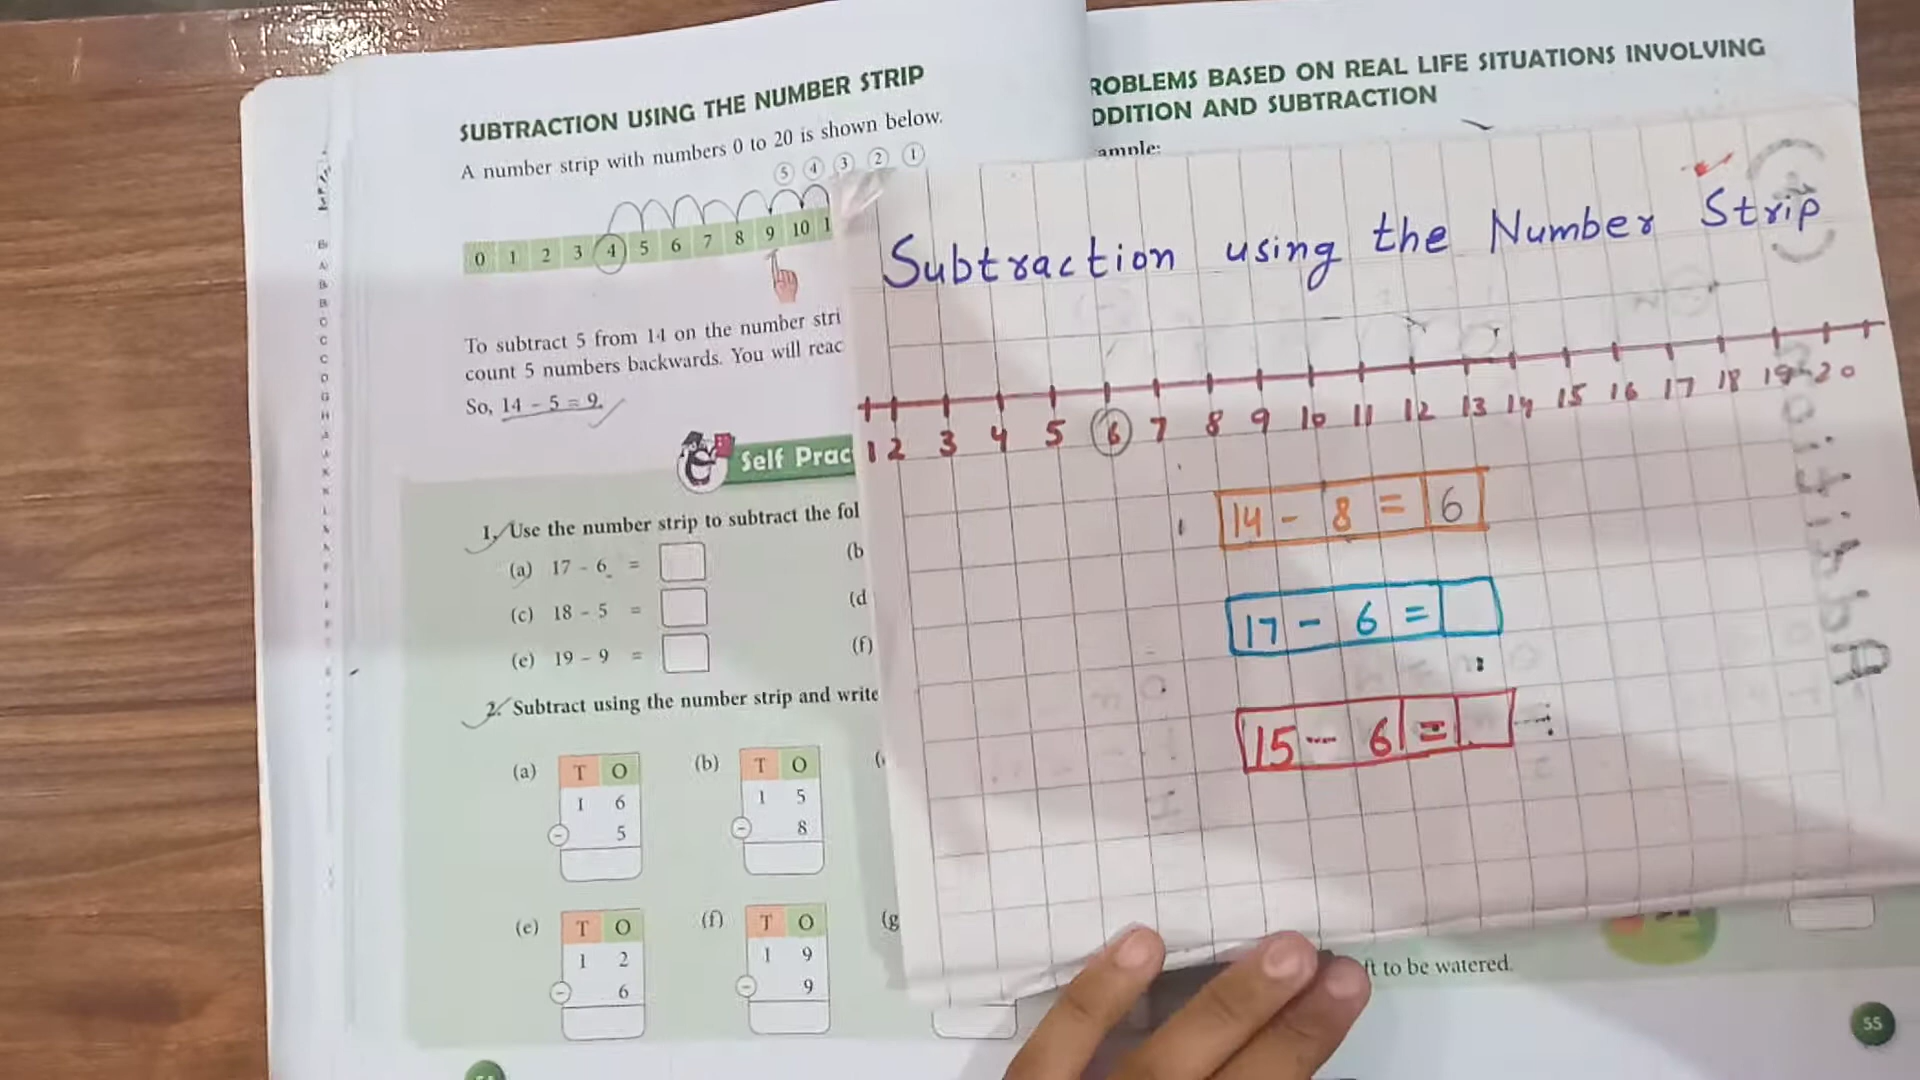 SUBTRACTION USING THE NUMBER STRIP
A number strip with numbers 0 to 20 is shown below.
5 4 3 2 1
0 1 2 3 4 5 6 7 8 9 10 1
To subtract 5 from 14 on the number stri
count 5 numbers backwards. You will reac
So, 14 - 5 = 9.
Self Prac
1. Use the number strip to subtract the fol
(a) 17 - 6 = (b
(c) 18 - 5 = (d
(e) 19 - 9 = (f)
2. Subtract using the number strip and write
(a) T O (b) T O (
1 6 1 5
- 5 - 8
(e) T O (f) T O (g
1 2 1 9
- 6 - 9
ROBLEMS BASED ON REAL LIFE SITUATIONS INVOLVING
DDITION AND SUBTRACTION
ample:
Subtraction using the Number Strip
1 2 3 4 5 6 7 8 9 10 11 12 13 14 15 16 17 18 19 20
14 - 8 = 6
17 - 6 =
15 - 6 =
ft to be watered.
55